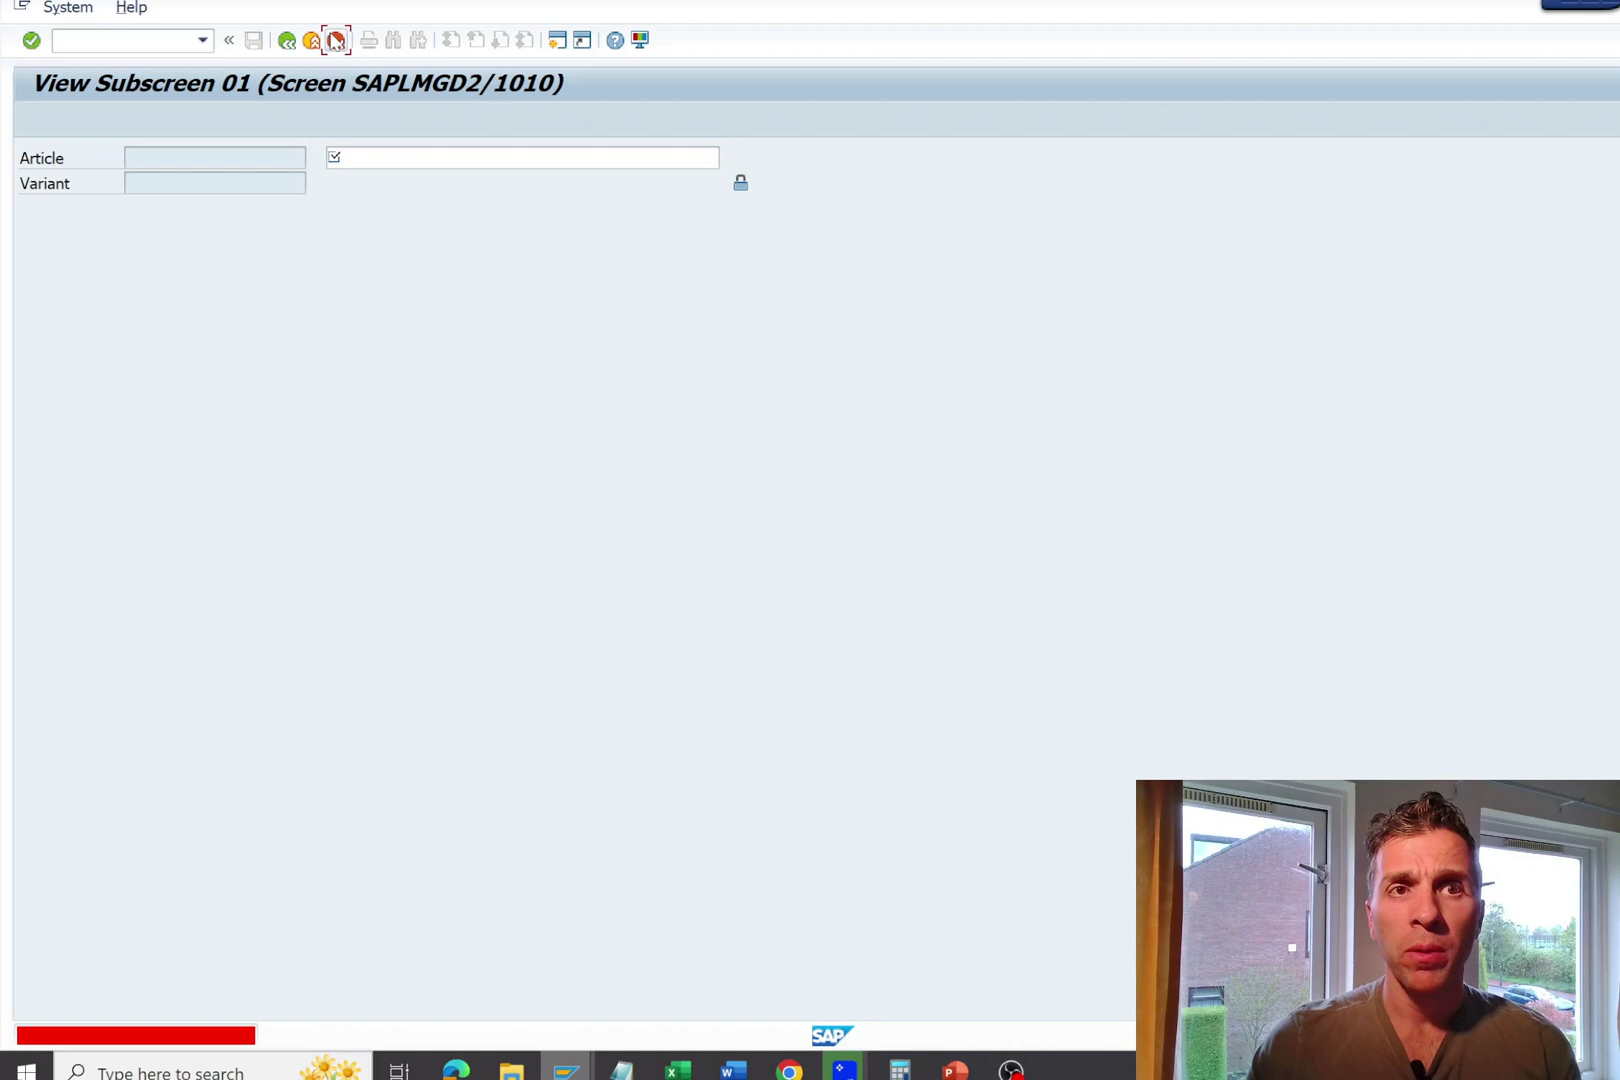 System Help
View Subscreen 01 (Screen SAPLMGD2/1010)
Article
Variant
SAP
Type here to search